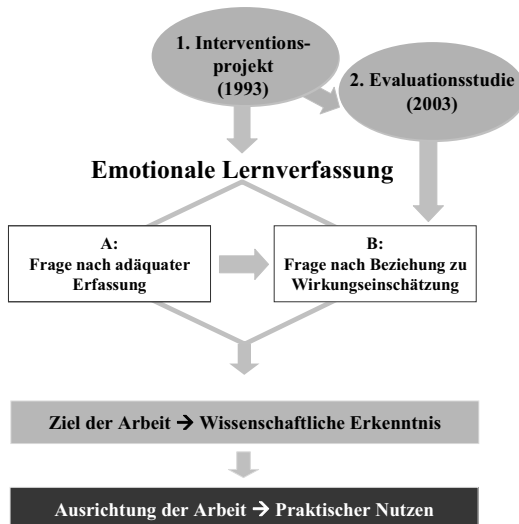 1. Interventions-
projekt
(1993)
2. Evaluationsstudie
(2003)
Emotionale Lernverfassung
A:
Frage nach adäquater
Erfassung
B:
Frage nach Beziehung zu
Wirkungseinschätzung
Ziel der Arbeit → Wissenschaftliche Erkenntnis
Ausrichtung der Arbeit → Praktischer Nutzen